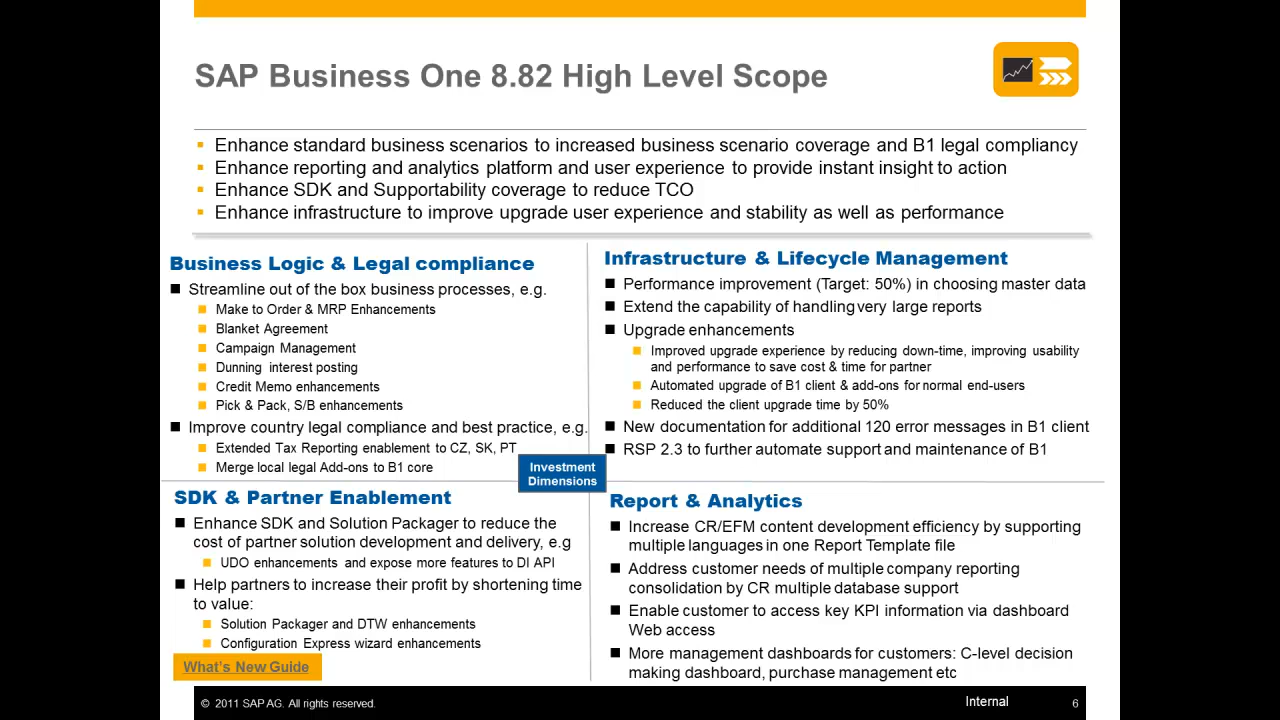 SAP Business One 8.82 High Level Scope
Enhance standard business scenarios to increased business scenario coverage and B1 legal compliancy
Enhance reporting and analytics platform and user experience to provide instant insight to action
Enhance SDK and Supportability coverage to reduce TCO
Enhance infrastructure to improve upgrade user experience and stability as well as performance
Business Logic & Legal compliance
Streamline out of the box business processes, e.g.
Make to Order & MRP Enhancements
Blanket Agreement
Campaign Management
Dunning interest posting
Credit Memo enhancements
Pick & Pack, S/B enhancements
Improve country legal compliance and best practice, e.g.
Extended Tax Reporting enablement to CZ, SK, PT
Merge local legal Add-ons to B1 core
Infrastructure & Lifecycle Management
Performance improvement (Target: 50%) in choosing master data
Extend the capability of handling very large reports
Upgrade enhancements
Improved upgrade experience by reducing down-time, improving usability
and performance to save cost & time for partner
Automated upgrade of B1 client & add-ons for normal end-users
Reduced the client upgrade time by 50%
New documentation for additional 120 error messages in B1 client
RSP 2.3 to further automate support and maintenance of B1
Investment
Dimensions
SDK & Partner Enablement
Enhance SDK and Solution Packager to reduce the
cost of partner solution development and delivery, e.g
UDO enhancements and expose more features to DI API
Help partners to increase their profit by shortening time
to value:
Solution Packager and DTW enhancements
Configuration Express wizard enhancements
What's New Guide
Report & Analytics
Increase CR/EFM content development efficiency by supporting
multiple languages in one Report Template file
Address customer needs of multiple company reporting
consolidation by CR multiple database support
Enable customer to access key KPI information via dashboard
Web access
More management dashboards for customers: C-level decision
making dashboard, purchase management etc
© 2011 SAP AG. All rights reserved.
Internal
6